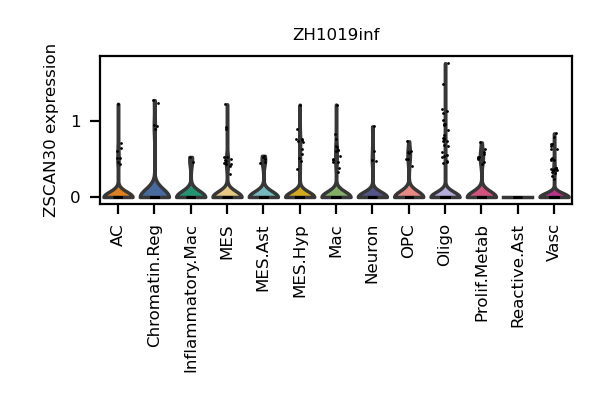 ZH1019inf
ZSCAN30 expression
1
0
AC
Chromatin.Reg
Inflammatory.Mac
MES
MES.Ast
MES.Hyp
Mac
Neuron
OPC
Oligo
Prolif.Metab
Reactive.Ast
Vasc